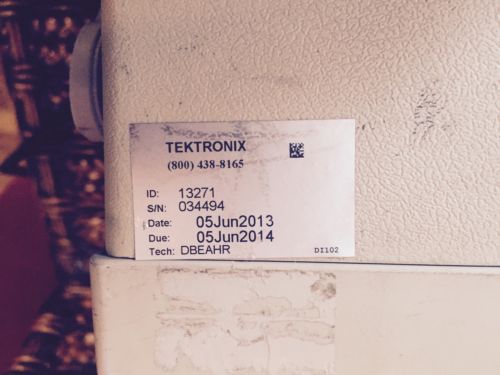 TEKTRONIX
(800) 438-8165
ID: 13271
S/N: 034494
Date: 05Jun2013
Due: 05Jun2014
Tech: DBEAHR
DI102